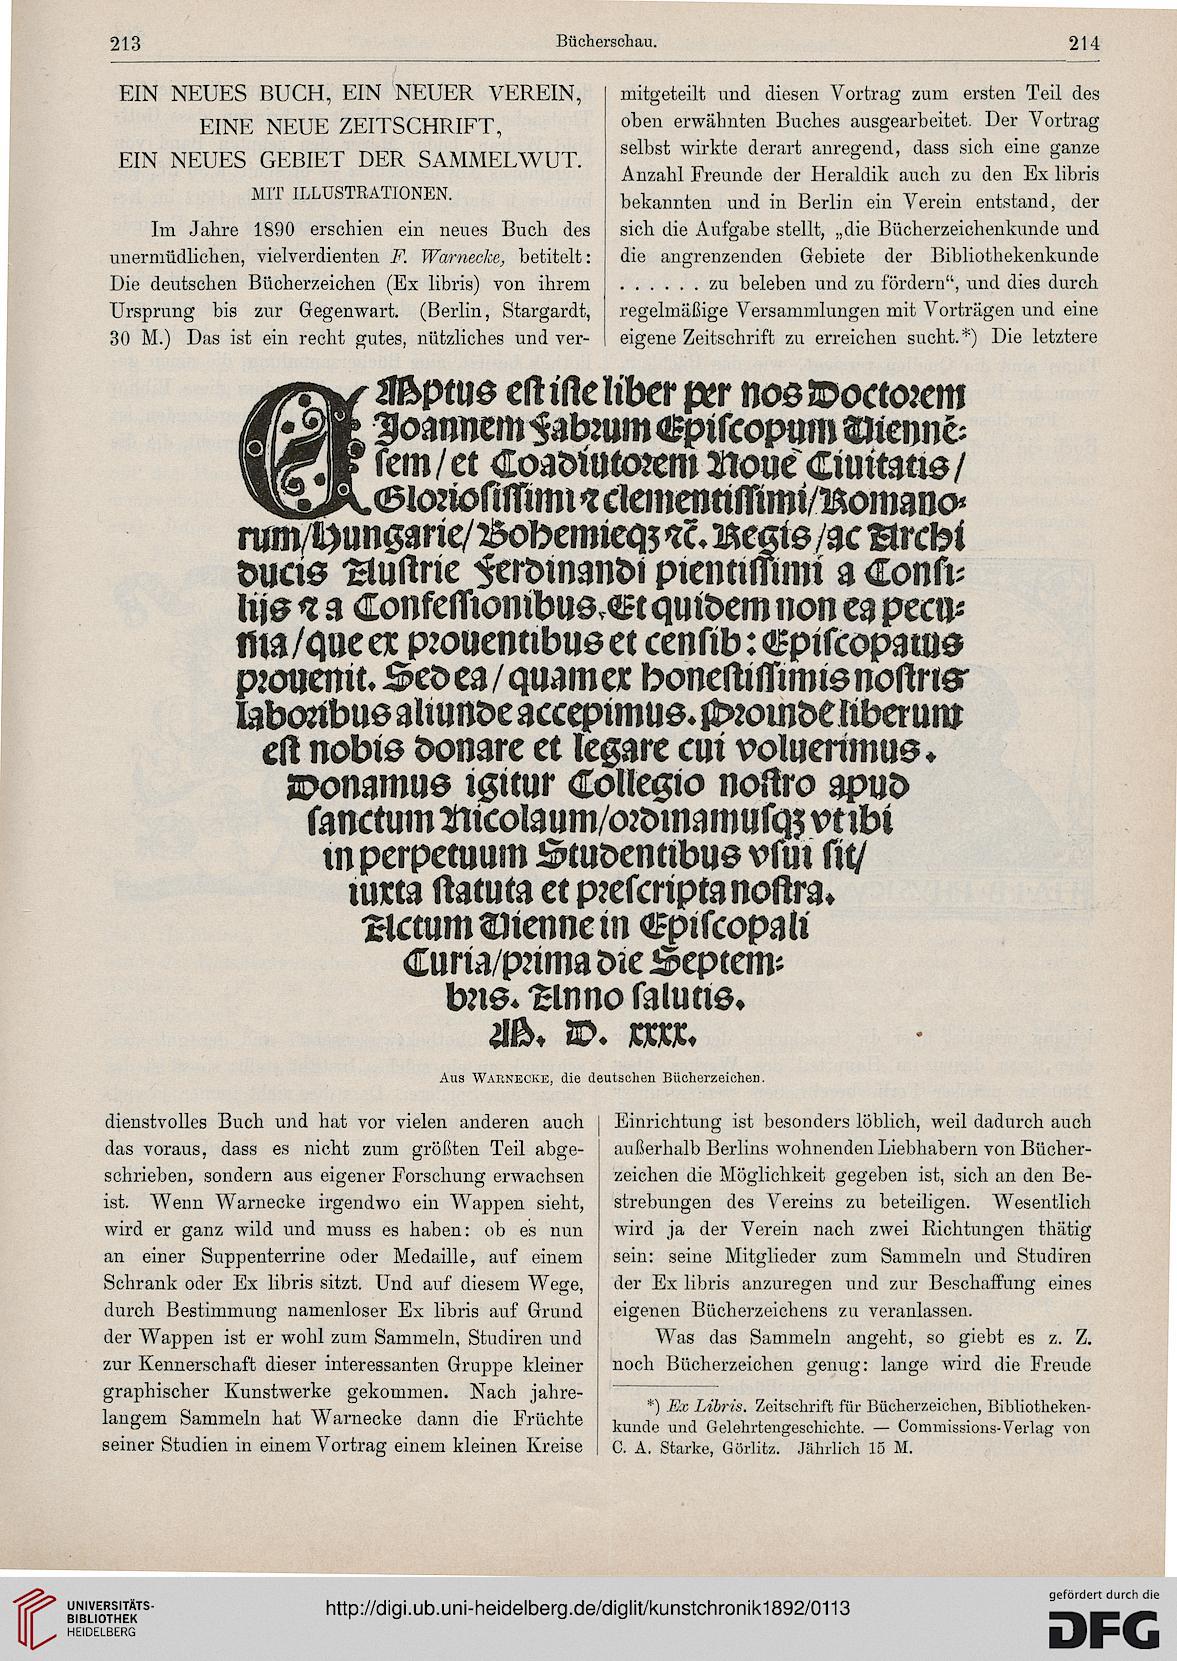 213
Bücherschau.
214
EIN NEUES BUCH, EIN NEUER VEREIN,
EINE NEUE ZEITSCHRIFT,
EIN NEUES GEBIET DER SAMMELWUT.
MIT ILLUSTRATIONEN.
Im Jahre 1890 erschien ein neues Buch des
unermüdlichen, vielverdienten F. Warnecke, betitelt:
Die deutschen Bücherzeichen (Ex libris) von ihrem
Ursprung bis zur Gegenwart. (Berlin, Stargardt,
30 M.) Das ist ein recht gutes, nützliches und ver-
mitgeteilt und diesen Vortrag zum ersten Teil des
oben erwähnten Buches ausgearbeitet. Der Vortrag
selbst wirkte derart anregend, dass sich eine ganze
Anzahl Freunde der Heraldik auch zu den Ex libris
bekannten und in Berlin ein Verein entstand, der
sich die Aufgabe stellt, „die Bücherzeichenkunde und
die angrenzenden Gebiete der Bibliothekenkunde
. . . . . . zu beleben und zu fördern“, und dies durch
regelmäßige Versammlungen mit Vorträgen und eine
eigene Zeitschrift zu erreichen sucht.*) Die letztere
EMptus est iste liber per nos Doctorem
Joannem Fabrum Episcopum Viennē⸗
sem / et Coadiutorem Noue Ciuitatis /
Gloriosissimi ⁊ clementissimi / Romano⸗
rum / Hungarie / Bohemieqꝫ ⁊c̄. Regis / ac Archi
ducis Austrie Ferdinandi pientissimi a Consi⸗
lijs ⁊ a Confessionibus. Et quidem non ea pecu⸗
nia / que ex prouentibus et censib: Episcopatus
prouenit. Sed ea / quam ex honestissimis nostris
laboribus aliunde accepimus. Proinde liberum
est nobis donare et legare cui voluerimus.
Donamus igitur Collegio nostro apud
sanctum Nicolaum / ordinamusqꝫ vt ibi
in perpetuum Studentibus vsui sit /
iuxta statuta et prescripta nostra.
Actum Vienne in Episcopali
Curia / prima die Septem⸗
bris. Anno salutis.
M. D. xxxx.
Aus Warnecke, die deutschen Bücherzeichen.
dienstvolles Buch und hat vor vielen anderen auch
das voraus, dass es nicht zum größten Teil abge-
schrieben, sondern aus eigener Forschung erwachsen
ist. Wenn Warnecke irgendwo ein Wappen sieht,
wird er ganz wild und muss es haben: ob es nun
an einer Suppenterrine oder Medaille, auf einem
Schrank oder Ex libris sitzt. Und auf diesem Wege,
durch Bestimmung namenloser Ex libris auf Grund
der Wappen ist er wohl zum Sammeln, Studiren und
zur Kennerschaft dieser interessanten Gruppe kleiner
graphischer Kunstwerke gekommen. Nach jahre-
langem Sammeln hat Warnecke dann die Früchte
seiner Studien in einem Vortrag einem kleinen Kreise
Einrichtung ist besonders löblich, weil dadurch auch
außerhalb Berlins wohnenden Liebhabern von Bücher-
zeichen die Möglichkeit gegeben ist, sich an den Be-
strebungen des Vereins zu beteiligen. Wesentlich
wird ja der Verein nach zwei Richtungen thätig
sein: seine Mitglieder zum Sammeln und Studiren
der Ex libris anzuregen und zur Beschaffung eines
eigenen Bücherzeichens zu veranlassen.
Was das Sammeln angeht, so giebt es z. Z.
noch Bücherzeichen genug: lange wird die Freude
*) Ex Libris. Zeitschrift für Bücherzeichen, Bibliotheken-
kunde und Gelehrtengeschichte. — Commissions-Verlag von
C. A. Starke, Görlitz. Jährlich 15 M.
UNIVERSITÄTS-
BIBLIOTHEK
HEIDELBERG
http://digi.ub.uni-heidelberg.de/diglit/kunstchronik1892/0113
gefördert durch die
DFG